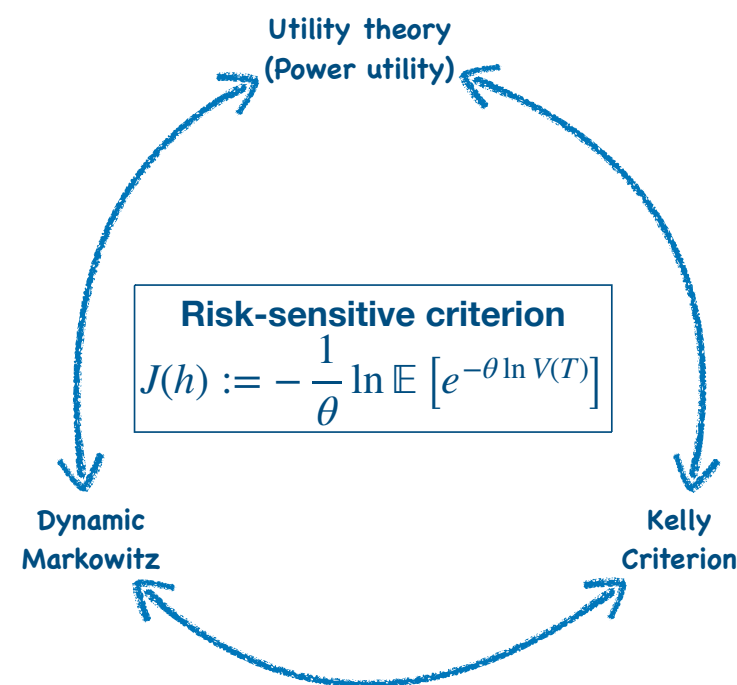 Utility theory
(Power utility)
Risk-sensitive criterion
J(h) := − 1/θ ln 𝔼 [e^{−θ ln V(T)}]
Dynamic
Markowitz
Kelly
Criterion